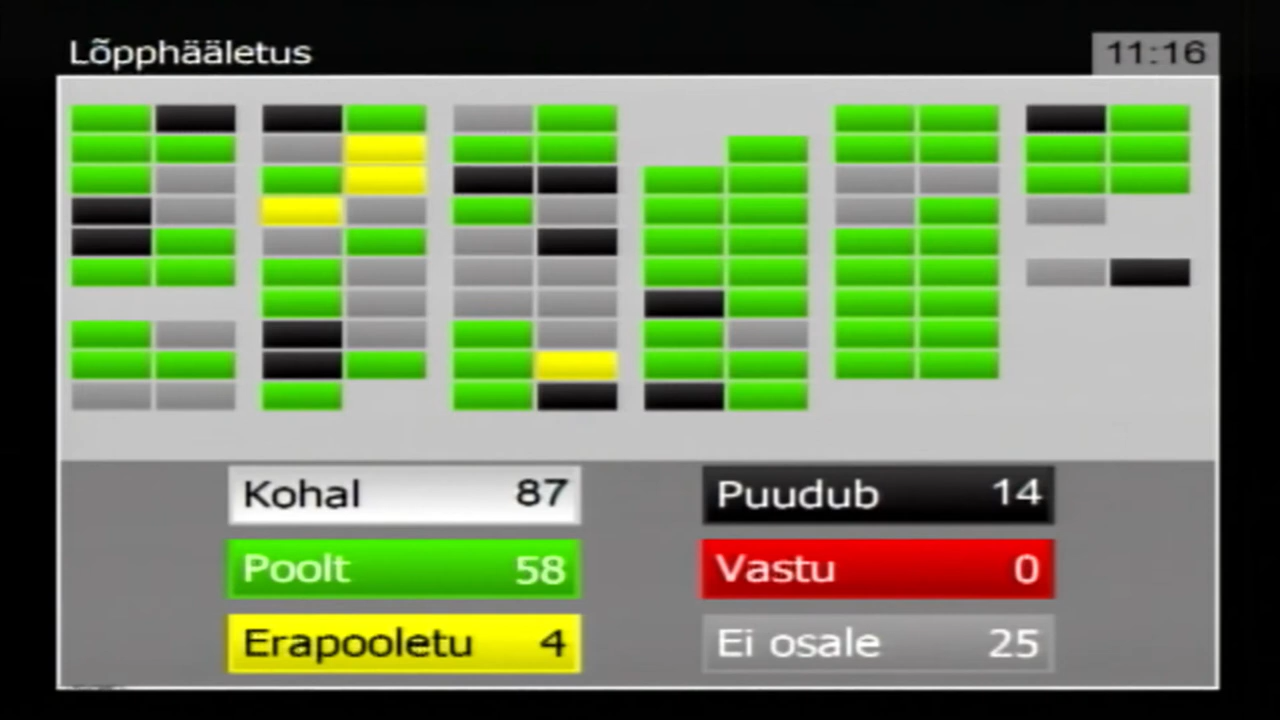 Lõpphääletus 11:16
Kohal 87
Puudub 14
Poolt 58
Vastu 0
Erapooletu 4
Ei osale 25